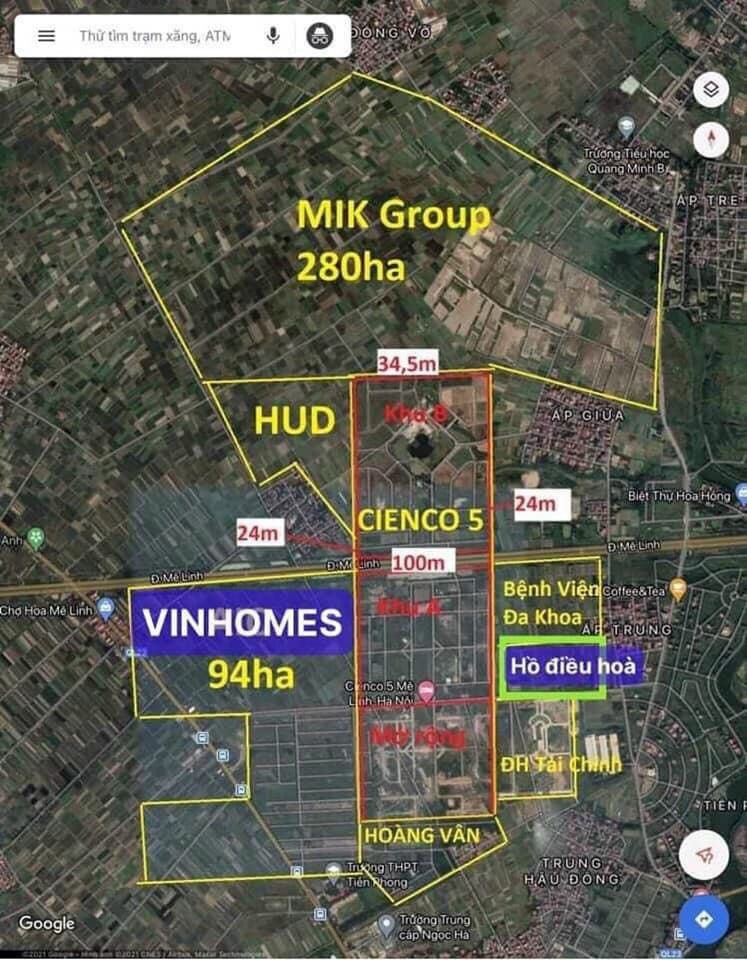 Thử tìm trạm xăng, ATM
ĐÔNG VỠ
Trường Tiểu học
Quang Minh B
ẤP TRE
MIK Group
280ha
34,5m
HUD
Khu B
ẤP GIỮA
CIENCO 5
24m
24m
Biệt Thự Hoa Hồng
Anh
Đ. Mê Linh
Đ. Mê Linh
100m
Đ. Mê Linh
Chợ Hoa Mê Linh
VINHOMES
94ha
Khu A
Bệnh Viện
Đa Khoa
Coffee&Tea
ẤP TRUNG
QL23
Hồ điều hoà
Cienco 5 Mê
Linh Hà Nội
Mở rộng
ĐH Tài Chính
TIÊN P
HOÀNG VÂN
Trường THPT
Tiền Phong
TRUNG
HẬU ĐÔNG
Trường Trung
cấp Ngọc Hà
Google
QL23
©2021 Google - Hình ảnh ©2021 CNES / Airbus, Maxar Technologies